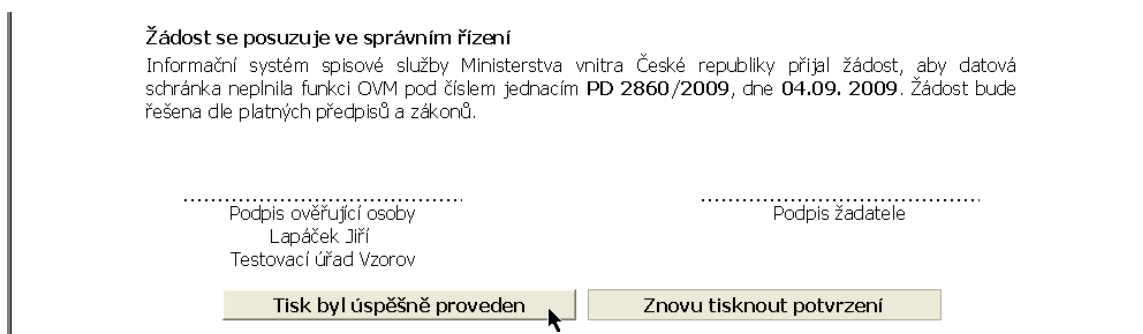 Žádost se posuzuje ve správním řízení
Informační systém spisové služby Ministerstva vnitra České republiky přijal žádost, aby datová
schránka neplnila funkci OVM pod číslem jednacím PD 2860/2009, dne 04.09. 2009. Žádost bude
řešena dle platných předpisů a zákonů.
Podpis ověřující osoby Podpis žadatele
Lapáček Jiří
Testovací úřad Vzorov
Tisk byl úspěšně proveden Znovu tisknout potvrzení